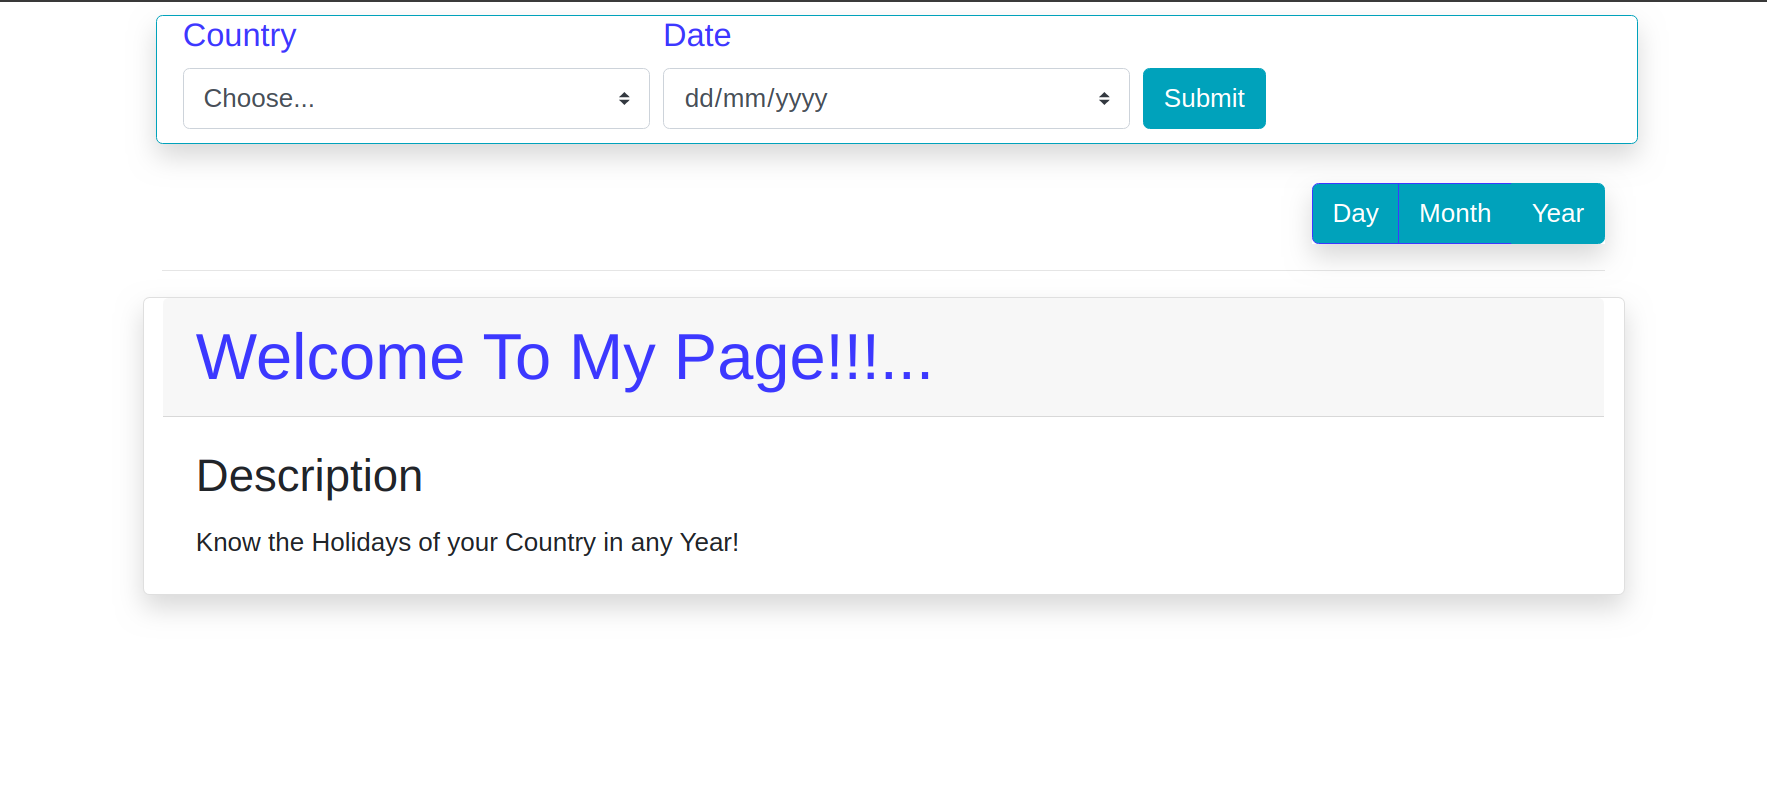 Country Date
Choose... dd/mm/yyyy Submit
Day Month Year
Welcome To My Page!!!...
Description
Know the Holidays of your Country in any Year!